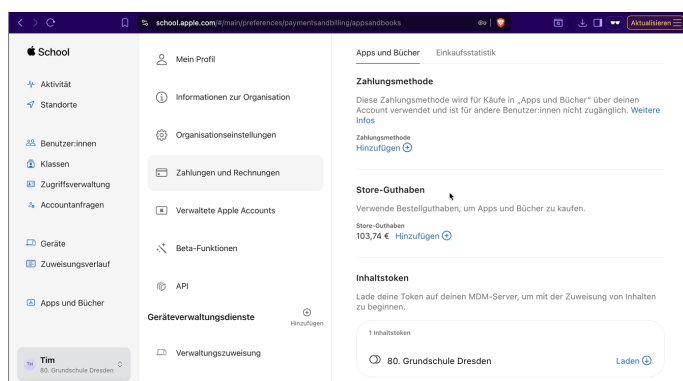 school.apple.com/#/main/preferences/paymentsandbilling/appsandbooks
Aktualisieren
School
Aktivität
Standorte
Benutzer:innen
Klassen
Zugriffsverwaltung
Accountanfragen
Geräte
Zuweisungsverlauf
Apps und Bücher
TH
Tim
80. Grundschule Dresden
Mein Profil
Informationen zur Organisation
Organisationseinstellungen
Zahlungen und Rechnungen
Verwaltete Apple Accounts
Beta-Funktionen
API
Geräteverwaltungsdienste
Hinzufügen
Verwaltungszuweisung
Apps und Bücher
Einkaufsstatistik
Zahlungsmethode
Diese Zahlungsmethode wird für Käufe in „Apps und Bücher“ über deinen
Account verwendet und ist für andere Benutzer:innen nicht zugänglich. Weitere
Infos
Zahlungsmethode
Hinzufügen
Store-Guthaben
Verwende Bestellguthaben, um Apps und Bücher zu kaufen.
Store-Guthaben
103,74 € Hinzufügen
Inhaltstoken
Lade deine Token auf deinen MDM-Server, um mit der Zuweisung von Inhalten
zu beginnen.
1 Inhaltstoken
80. Grundschule Dresden
Laden